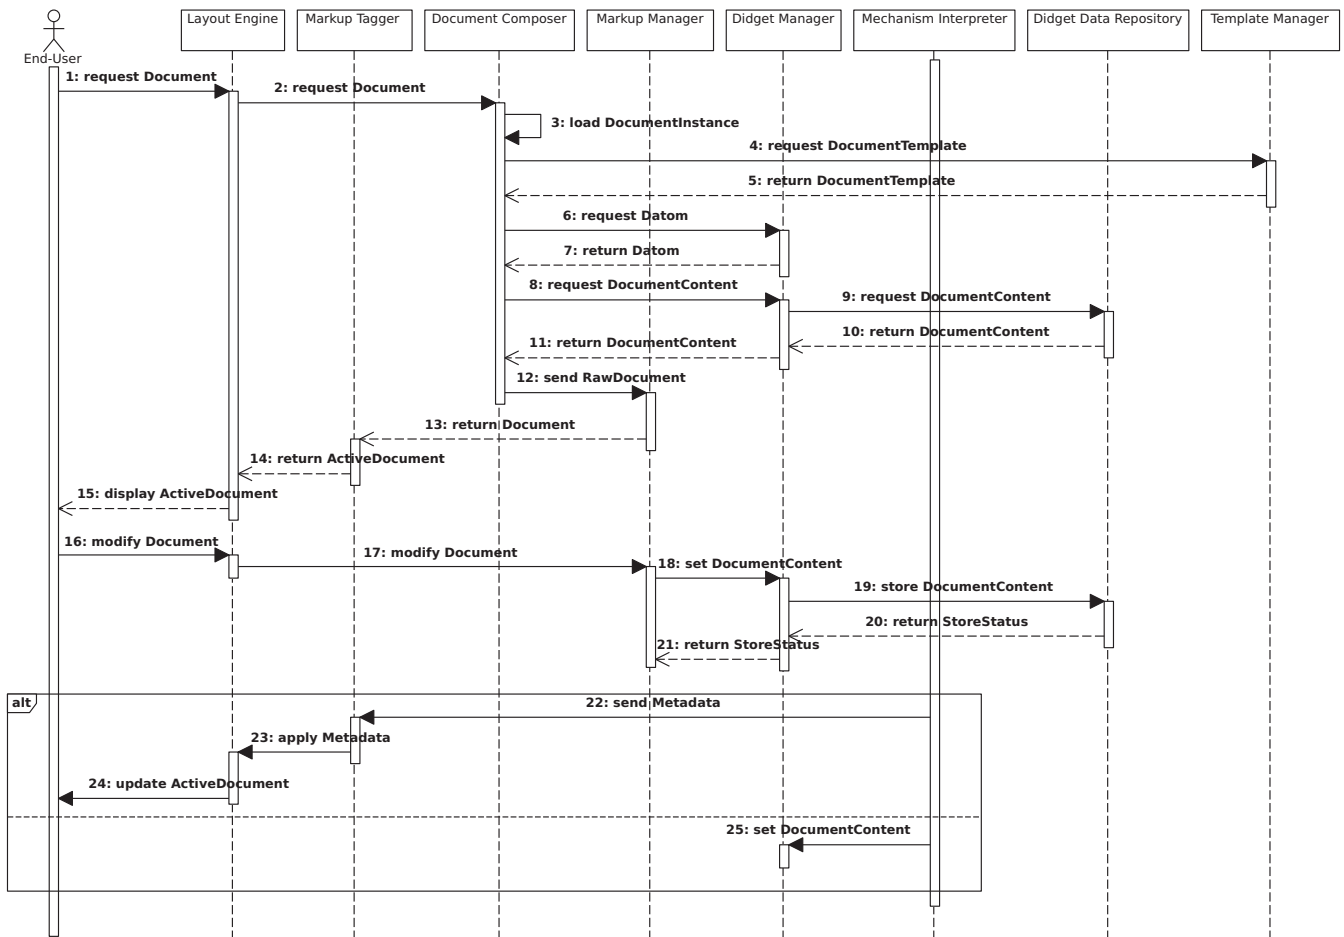 Layout Engine
Markup Tagger
Document Composer
Markup Manager
Didget Manager
Mechanism Interpreter
Didget Data Repository
Template Manager
End-User
1: request Document
2: request Document
3: load DocumentInstance
4: request DocumentTemplate
5: return DocumentTemplate
6: request Datom
7: return Datom
8: request DocumentContent
9: request DocumentContent
10: return DocumentContent
11: return DocumentContent
12: send RawDocument
13: return Document
14: return ActiveDocument
15: display ActiveDocument
16: modify Document
17: modify Document
18: set DocumentContent
19: store DocumentContent
20: return StoreStatus
21: return StoreStatus
alt
22: send Metadata
23: apply Metadata
24: update ActiveDocument
25: set DocumentContent